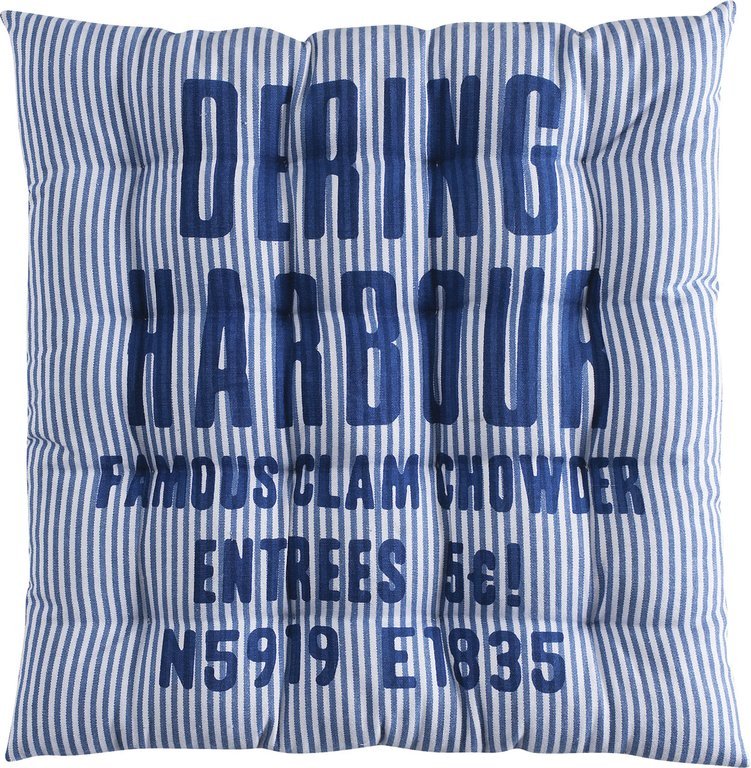 DERING
HARBOUR
FAMOUS CLAM CHOWDER
ENTREES 5€!
N5919 E1835